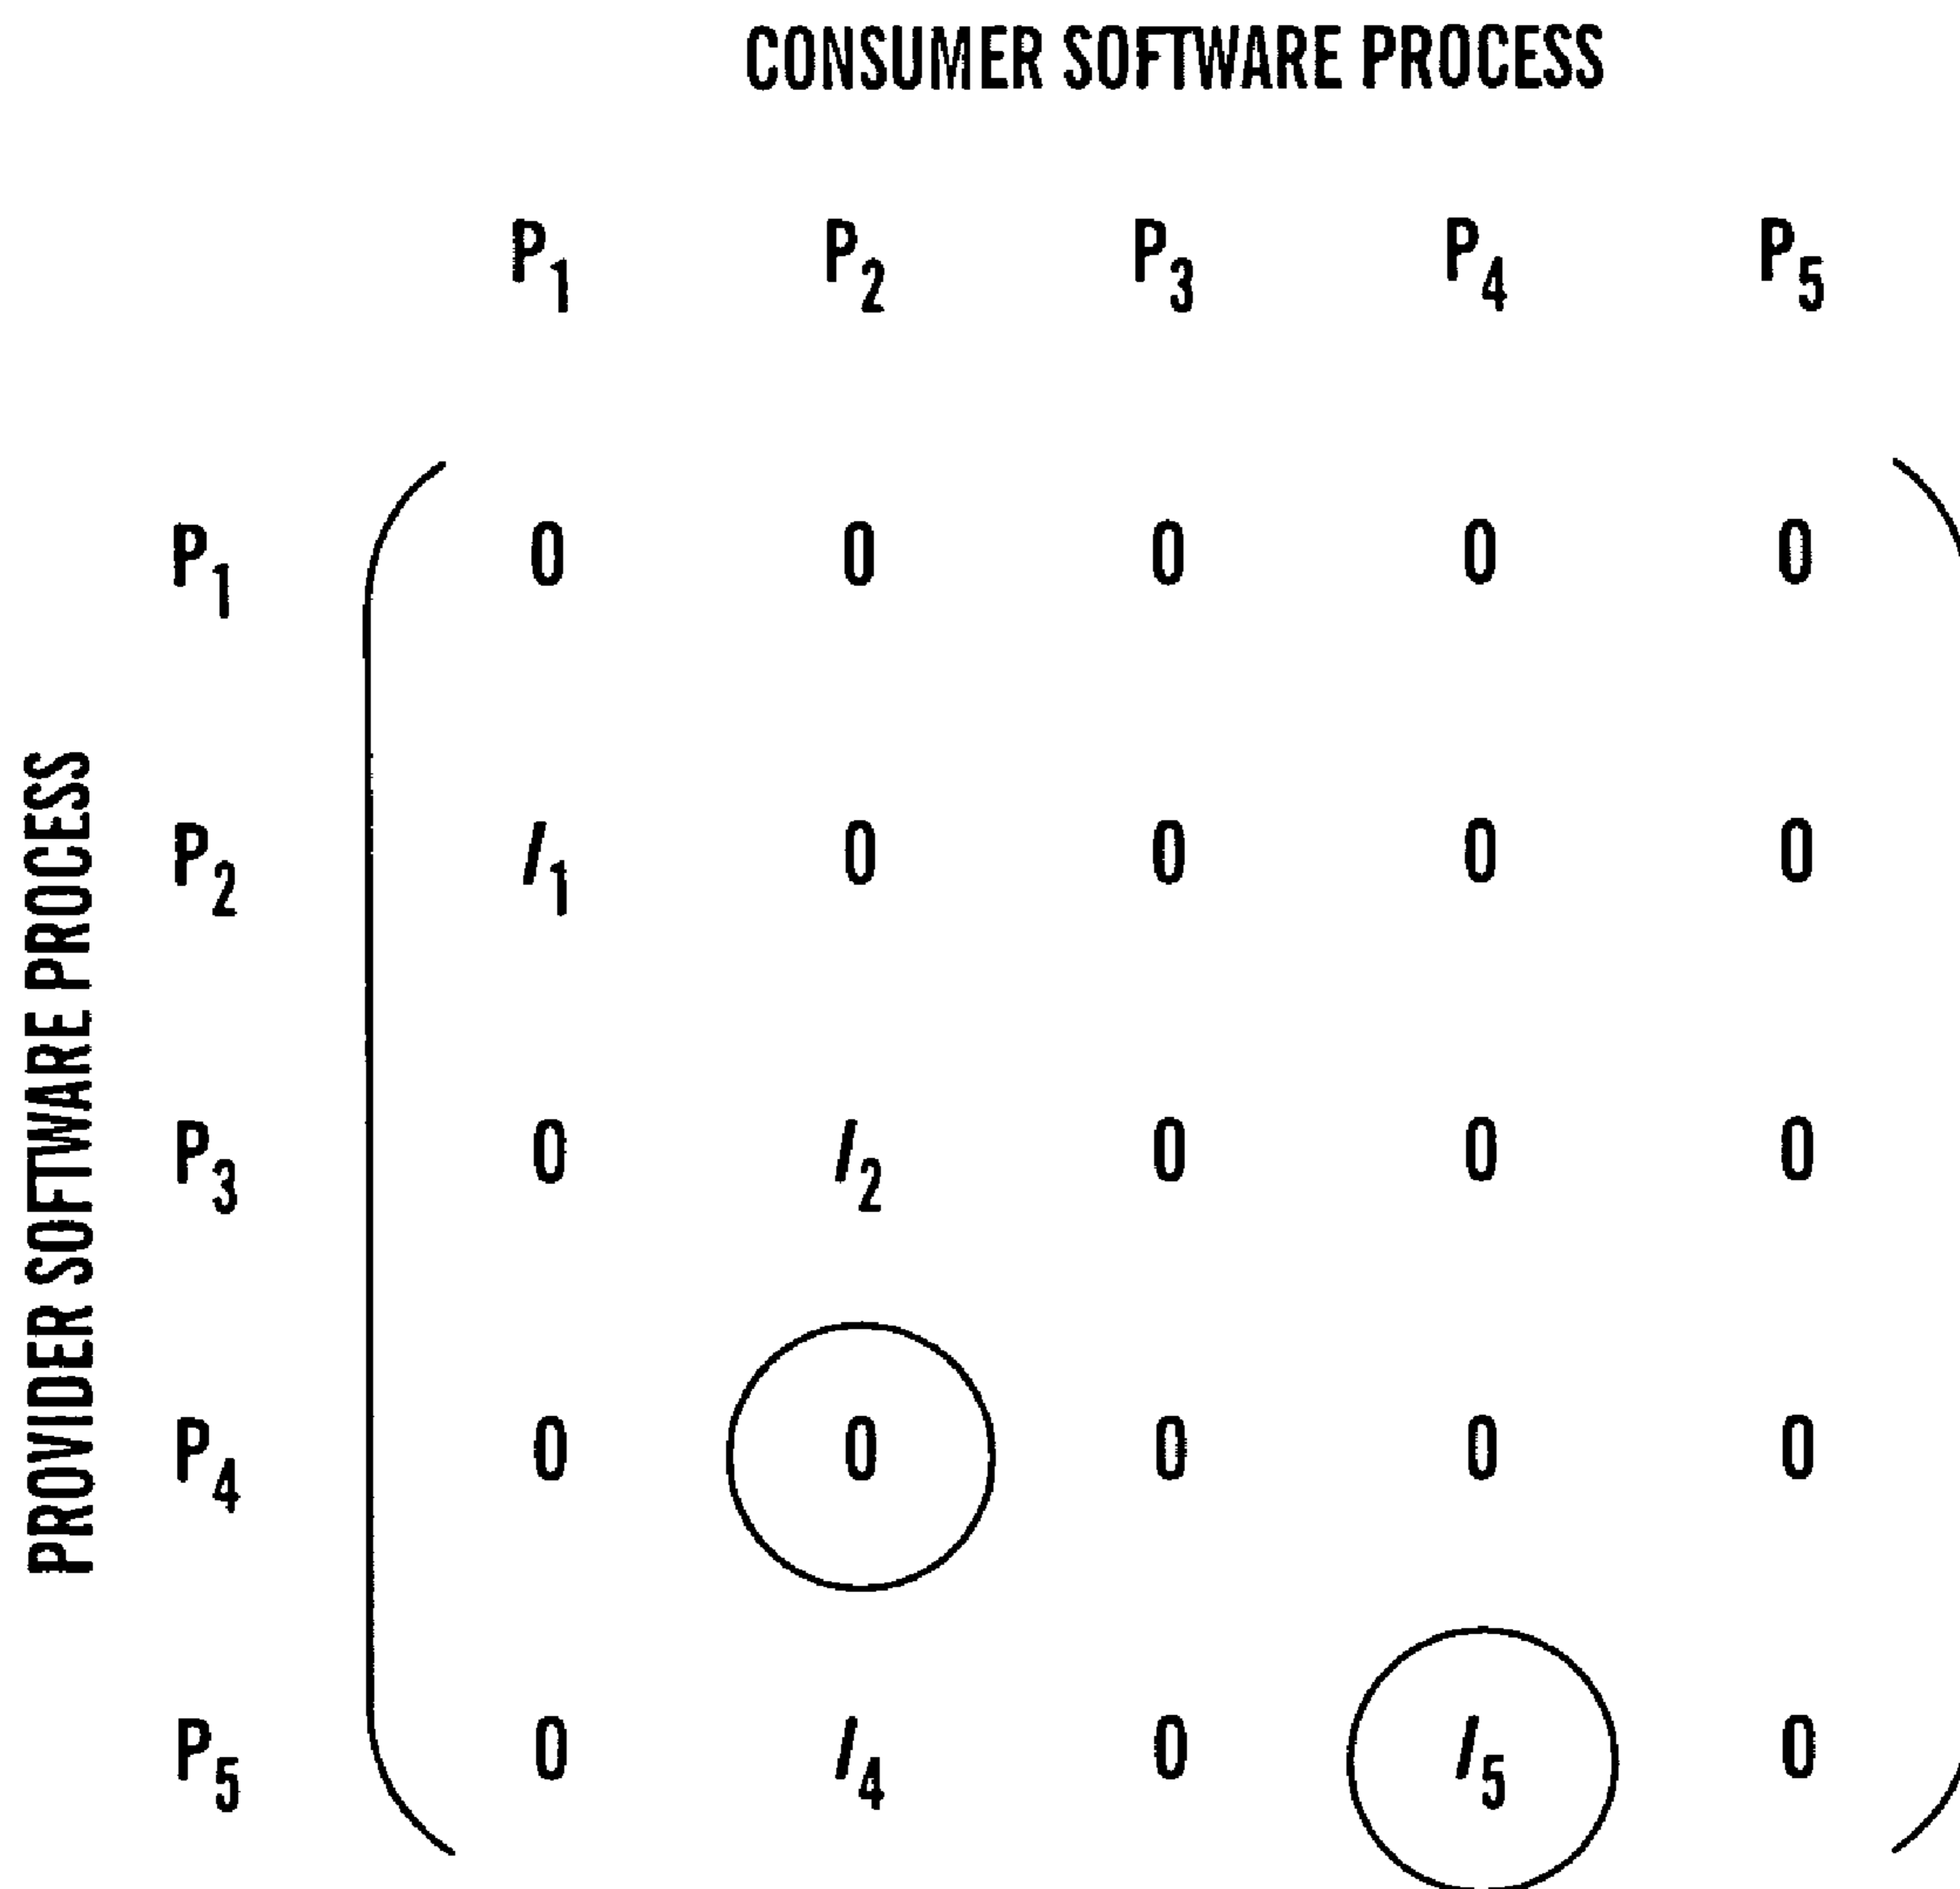 CONSUMER SOFTWARE PROCESS
P1 P2 P3 P4 P5
PROVIDER SOFTWARE PROCESS
P1 0 0 0 0 0
P2 I1 0 0 0 0
P3 0 I2 0 0 0
P4 0 0 0 0 0
P5 0 I4 0 I5 0